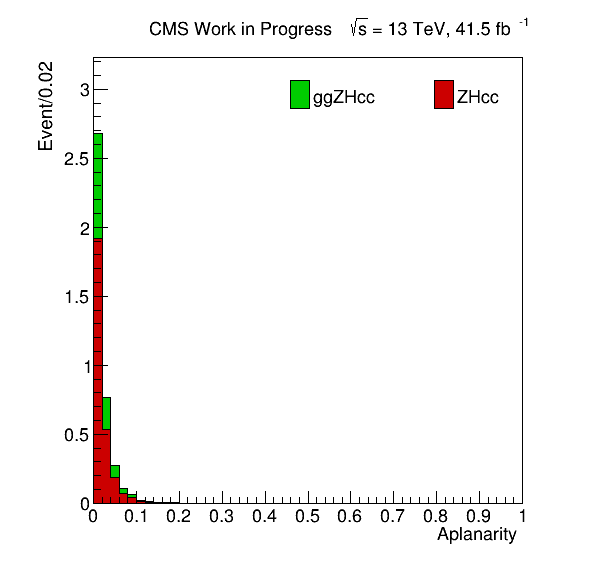 CMS Work in Progress √s = 13 TeV, 41.5 fb -1
Event/0.02
ggZHcc ZHcc
3
2.5
2
1.5
1
0.5
0
0 0.1 0.2 0.3 0.4 0.5 0.6 0.7 0.8 0.9 1
Aplanarity